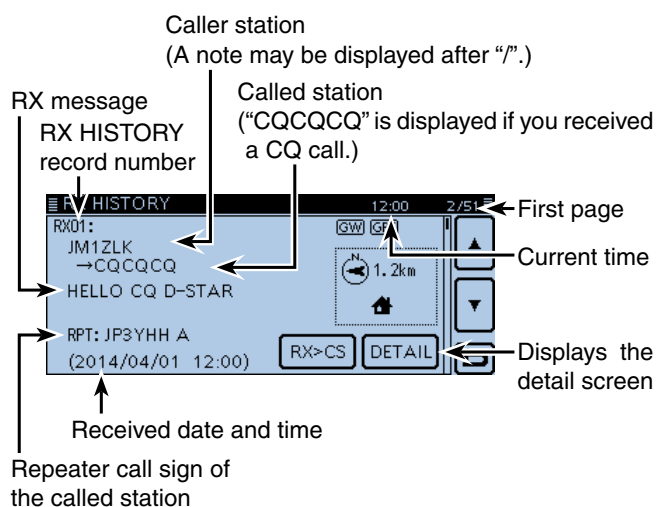 Caller station
(A note may be displayed after “/”.)
Called station
(“CQCQCQ” is displayed if you received
a CQ call.)
RX message
RX HISTORY
record number
HISTORY 12:00 2/51
First page
RX01:
GW
JM1ZLK
→CQCQCQ
N
1.2km
Current time
HELLO CQ D-STAR
RPT: JP3YHH A
(2014/04/01 12:00)
RX>CS DETAIL
Displays the
detail screen
Received date and time
Repeater call sign of
the called station